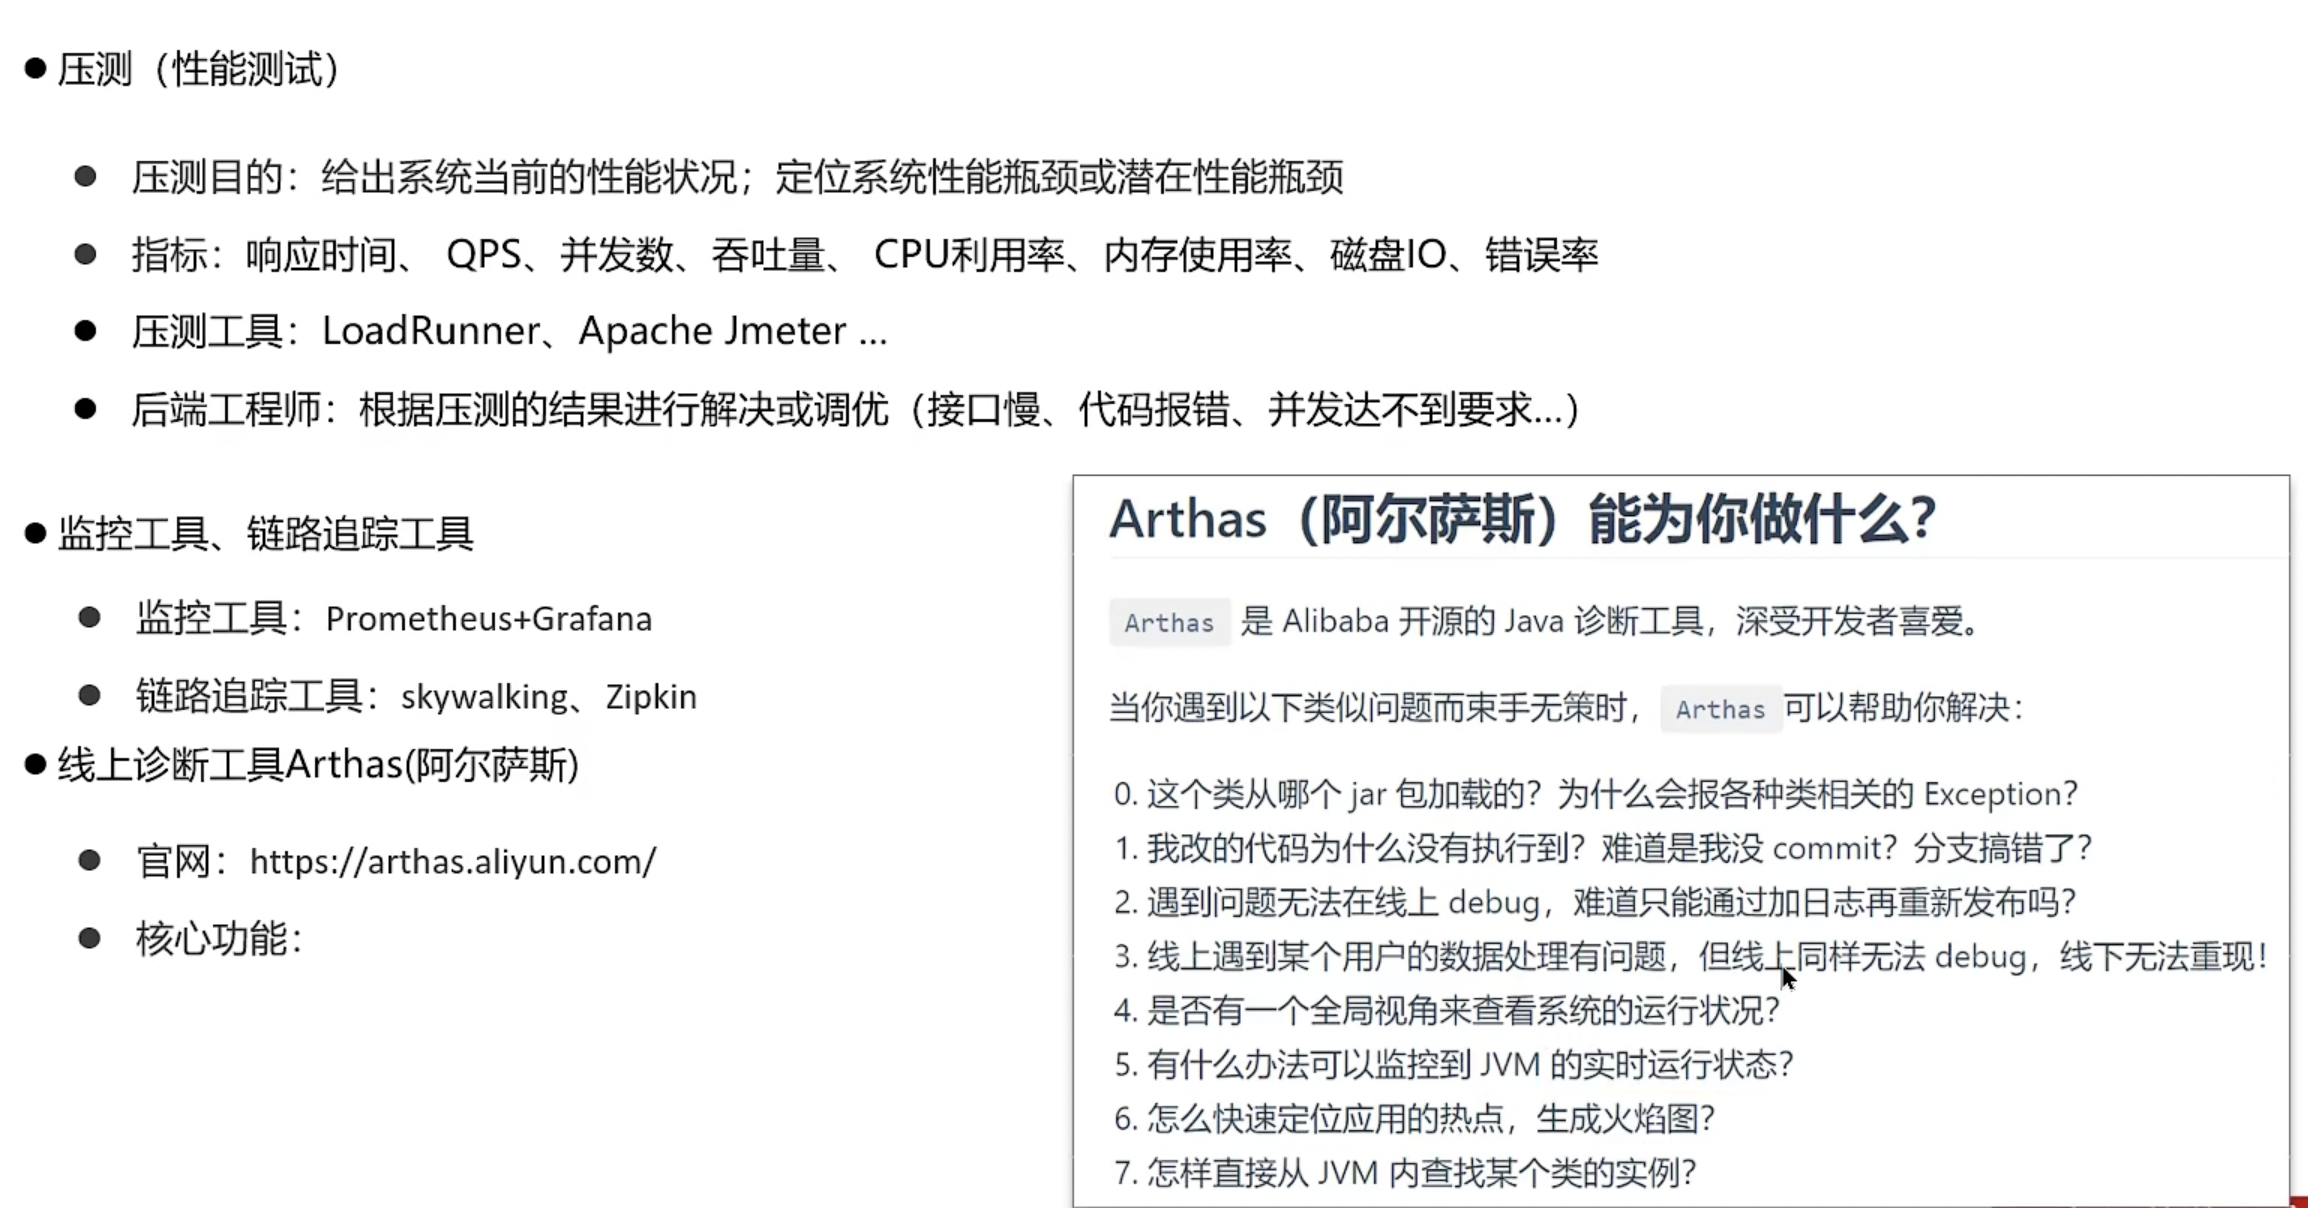 ● 压测（性能测试）
● 压测目的：给出系统当前的性能状况；定位系统性能瓶颈或潜在性能瓶颈
● 指标：响应时间、 QPS、并发数、吞吐量、 CPU利用率、内存使用率、磁盘IO、错误率
● 压测工具：LoadRunner、Apache Jmeter ...
● 后端工程师：根据压测的结果进行解决或调优（接口慢、代码报错、并发达不到要求...）
● 监控工具、链路追踪工具
● 监控工具：Prometheus+Grafana
● 链路追踪工具：skywalking、Zipkin
● 线上诊断工具Arthas(阿尔萨斯)
● 官网：https://arthas.aliyun.com/
● 核心功能：
Arthas（阿尔萨斯）能为你做什么？
Arthas 是 Alibaba 开源的 Java 诊断工具，深受开发者喜爱。
当你遇到以下类似问题而束手无策时， Arthas 可以帮助你解决：
0. 这个类从哪个 jar 包加载的？为什么会报各种类相关的 Exception？
1. 我改的代码为什么没有执行到？难道是我没 commit？分支搞错了？
2. 遇到问题无法在线上 debug，难道只能通过加日志再重新发布吗？
3. 线上遇到某个用户的数据处理有问题，但线上同样无法 debug，线下无法重现！
4. 是否有一个全局视角来查看系统的运行状况？
5. 有什么办法可以监控到 JVM 的实时运行状态？
6. 怎么快速定位应用的热点，生成火焰图？
7. 怎样直接从 JVM 内查找某个类的实例？